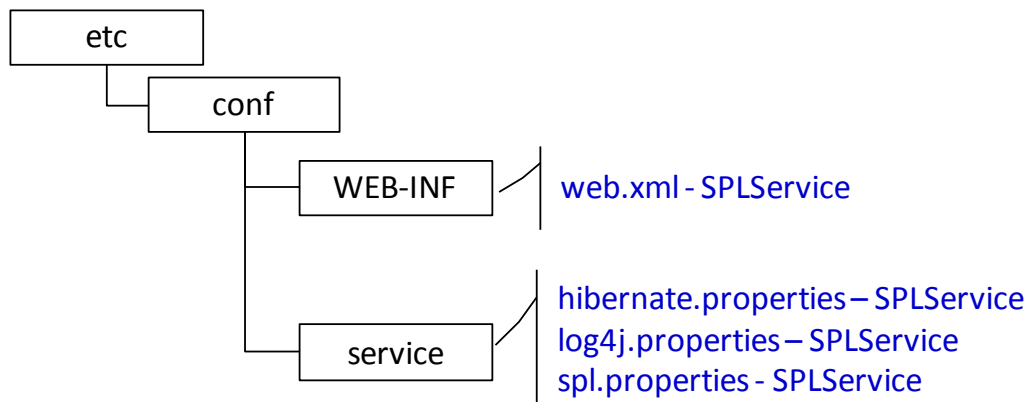 etc
conf
WEB-INF
web.xml - SPLService
hibernate.properties – SPLService
log4j.properties – SPLService
service
spl.properties - SPLService